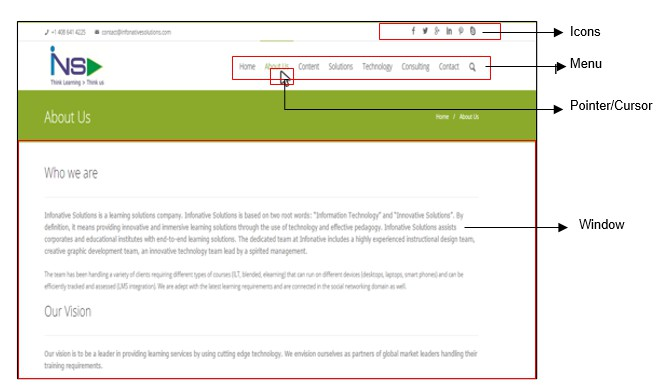 +1 408 641 4225 contact@infonativesolutions.com
Icons
iNS
Think Learning > Think us
Home About Us Content Solutions Technology Consulting Contact
Menu
Pointer/Cursor
About Us
Home / About Us
Who we are
Infonative Solutions is a learning solutions company. Infonative Solutions is based on two root words: "Information Technology" and "Innovative Solutions". By
definition, it means providing innovative and immersive learning solutions through the use of technology and effective pedagogy. Infonative Solutions assists
corporates and educational institutes with end-to-end learning solutions. The dedicated team at Infonative includes a highly experienced instructional design team,
creative graphic development team, an innovative technology team lead by a spirited management.
Window
The team has been handling a variety of clients requiring different types of courses (ILT, blended, elearning) that can run on different devices (desktops, laptops, smart phones) and can be
efficiently tracked and assessed (LMS integration). We are adept with the latest learning requirements and are connected in the social networking domain as well.
Our Vision
Our vision is to be a leader in providing learning services by using cutting edge technology. We envision ourselves as partners of global market leaders handling their
training requirements.